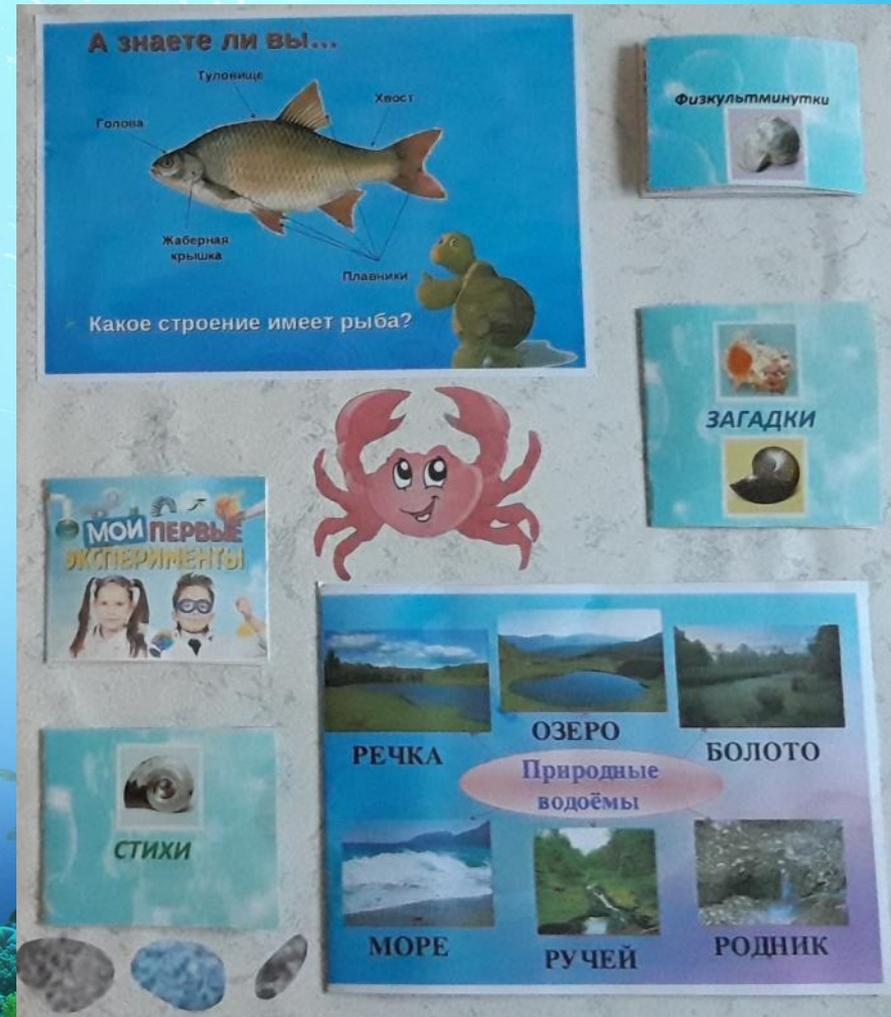 А знаете ли вы...
Туловище
Хвост
Голова
Жаберная
крышка
Плавники
Какое строение имеет рыба?
Физкультминутки
ЗАГАДКИ
МОИ ПЕРВЫЕ
ЭКСПЕРИМЕНТЫ
СТИХИ
РЕЧКА
ОЗЕРО
БОЛОТО
Природные
водоёмы
МОРЕ
РУЧЕЙ
РОДНИК